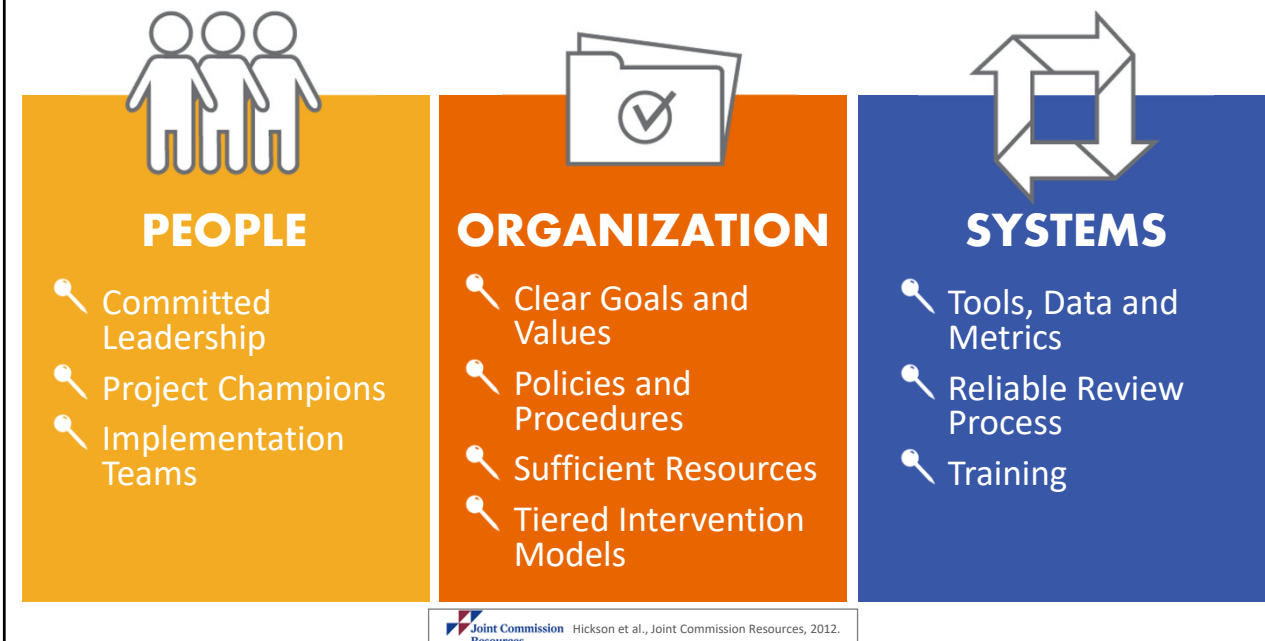 PEOPLE
Committed
Leadership
Project Champions
Implementation
Teams
ORGANIZATION
Clear Goals and
Values
Policies and
Procedures
Sufficient Resources
Tiered Intervention
Models
SYSTEMS
Tools, Data and
Metrics
Reliable Review
Process
Training
Joint Commission Hickson et al., Joint Commission Resources, 2012.
Resources